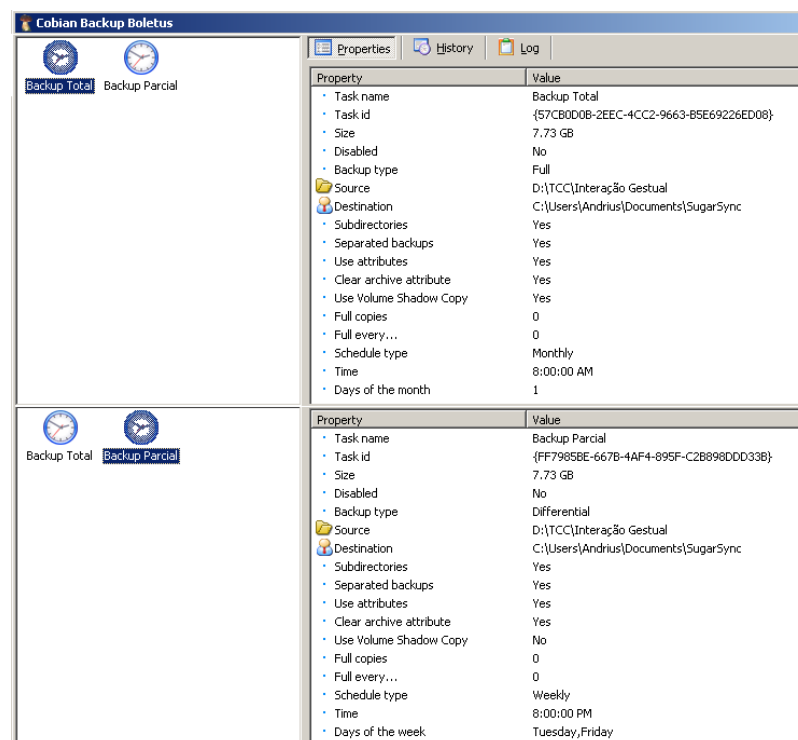 Cobian Backup Boletus
Properties History Log
Backup Total Backup Parcial
Property Value
Task name Backup Total
Task id {57CB0D0B-2EEC-4CC2-9663-B5E69226ED08}
Size 7.73 GB
Disabled No
Backup type Full
Source D:\TCC\Interação Gestual
Destination C:\Users\Andrius\Documents\SugarSync
Subdirectories Yes
Separated backups Yes
Use attributes Yes
Clear archive attribute Yes
Use Volume Shadow Copy Yes
Full copies 0
Full every... 0
Schedule type Monthly
Time 8:00:00 AM
Days of the month 1
Backup Total Backup Parcial
Property Value
Task name Backup Parcial
Task id {FF7985BE-667B-4AF4-895F-C2B898DDD33B}
Size 7.73 GB
Disabled No
Backup type Differential
Source D:\TCC\Interação Gestual
Destination C:\Users\Andrius\Documents\SugarSync
Subdirectories Yes
Separated backups Yes
Use attributes Yes
Clear archive attribute Yes
Use Volume Shadow Copy No
Full copies 0
Full every... 0
Schedule type Weekly
Time 8:00:00 PM
Days of the week Tuesday,Friday